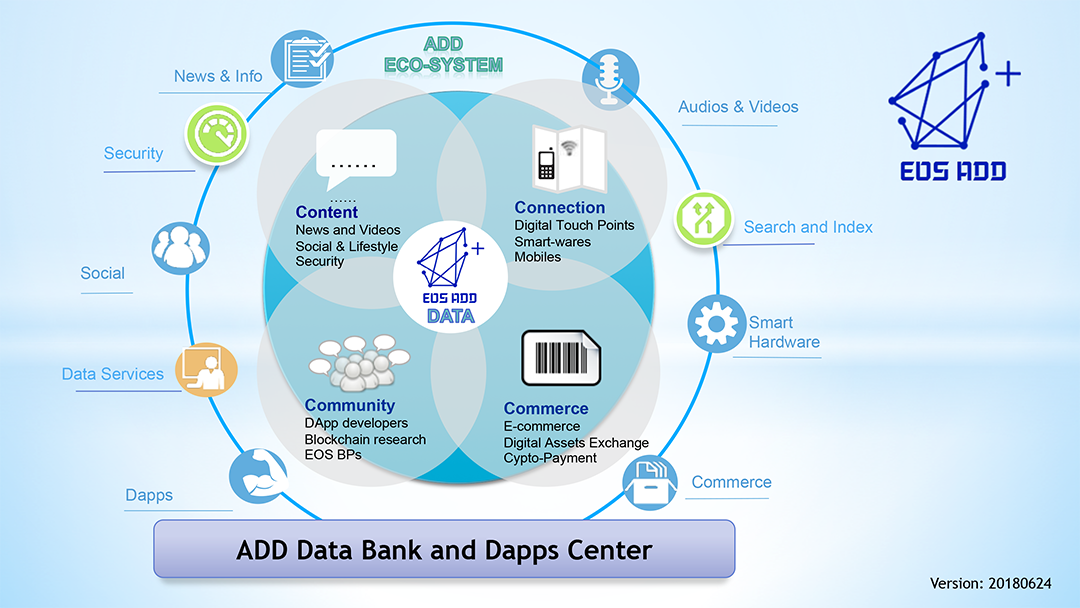 ADD
ECO-SYSTEM
News & Info
Audios & Videos
Security
Search and Index
Social
Smart
Hardware
Data Services
Dapps
Commerce
......
......
Content
News and Videos
Social & Lifestyle
Security
Connection
Digital Touch Points
Smart-wares
Mobiles
+
EOS ADD
DATA
Community
DApp developers
Blockchain research
EOS BPs
Commerce
E-commerce
Digital Assets Exchange
Cypto-Payment
ADD Data Bank and Dapps Center
+
EOS ADD
Version: 20180624